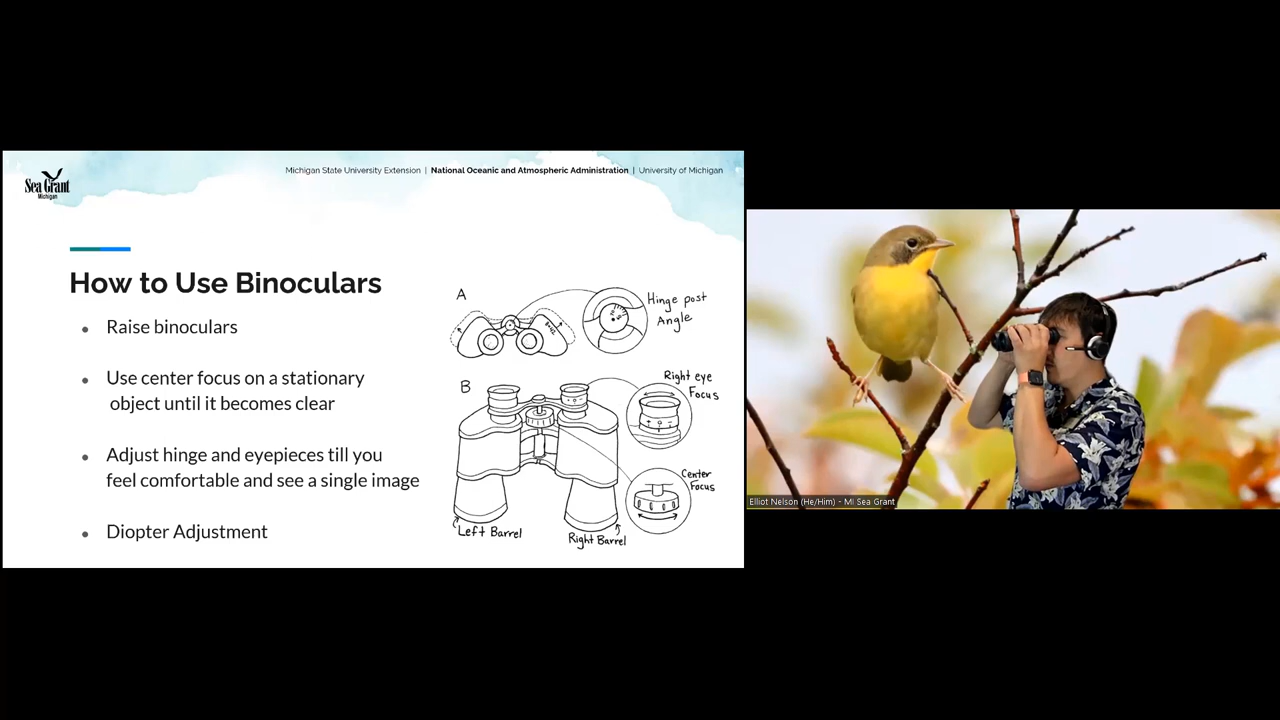 Sea Grant
Michigan
Michigan State University Extension | National Oceanic and Atmospheric Administration | University of Michigan
How to Use Binoculars
● Raise binoculars
● Use center focus on a stationary
object until it becomes clear
● Adjust hinge and eyepieces till you
feel comfortable and see a single image
● Diopter Adjustment
A
Hinge post
Angle
B
Right eye
Focus
Center
Focus
Left Barrel
Right Barrel
Elliot Nelson (He/Him) - MI Sea Grant